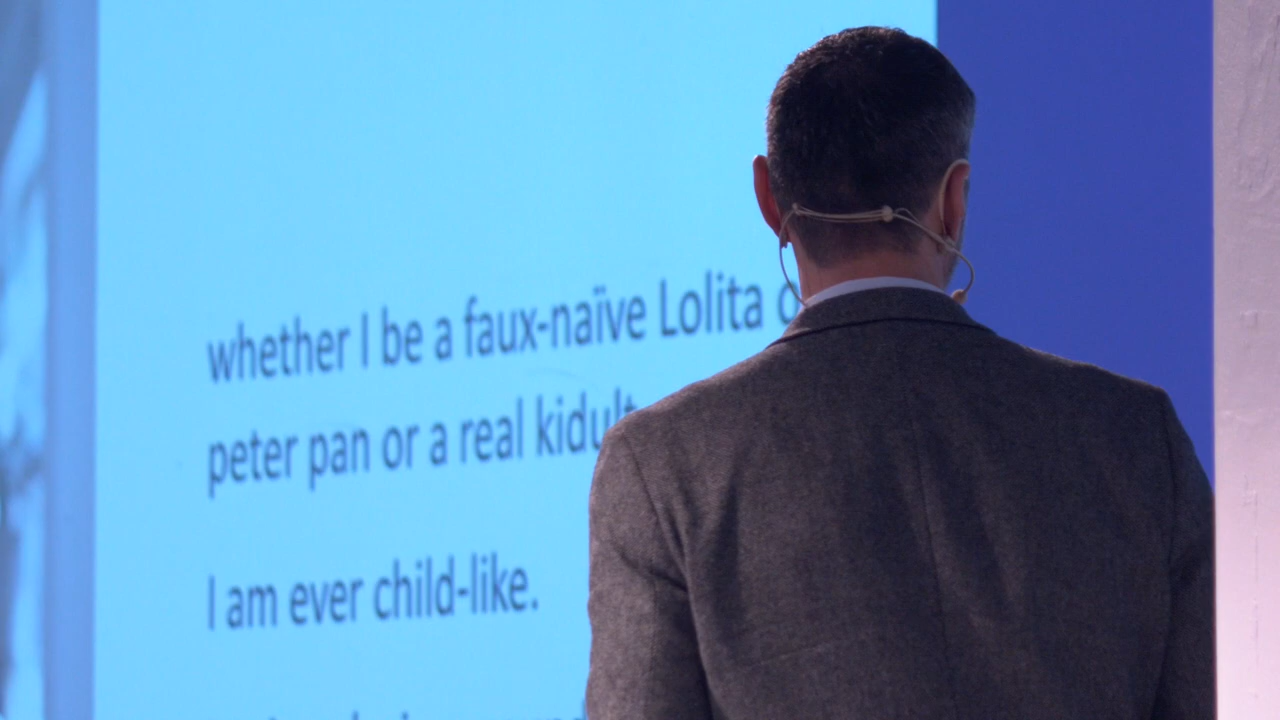 whether I be a faux-naïve Lolita
peter pan or a real kidult
I am ever child-like.